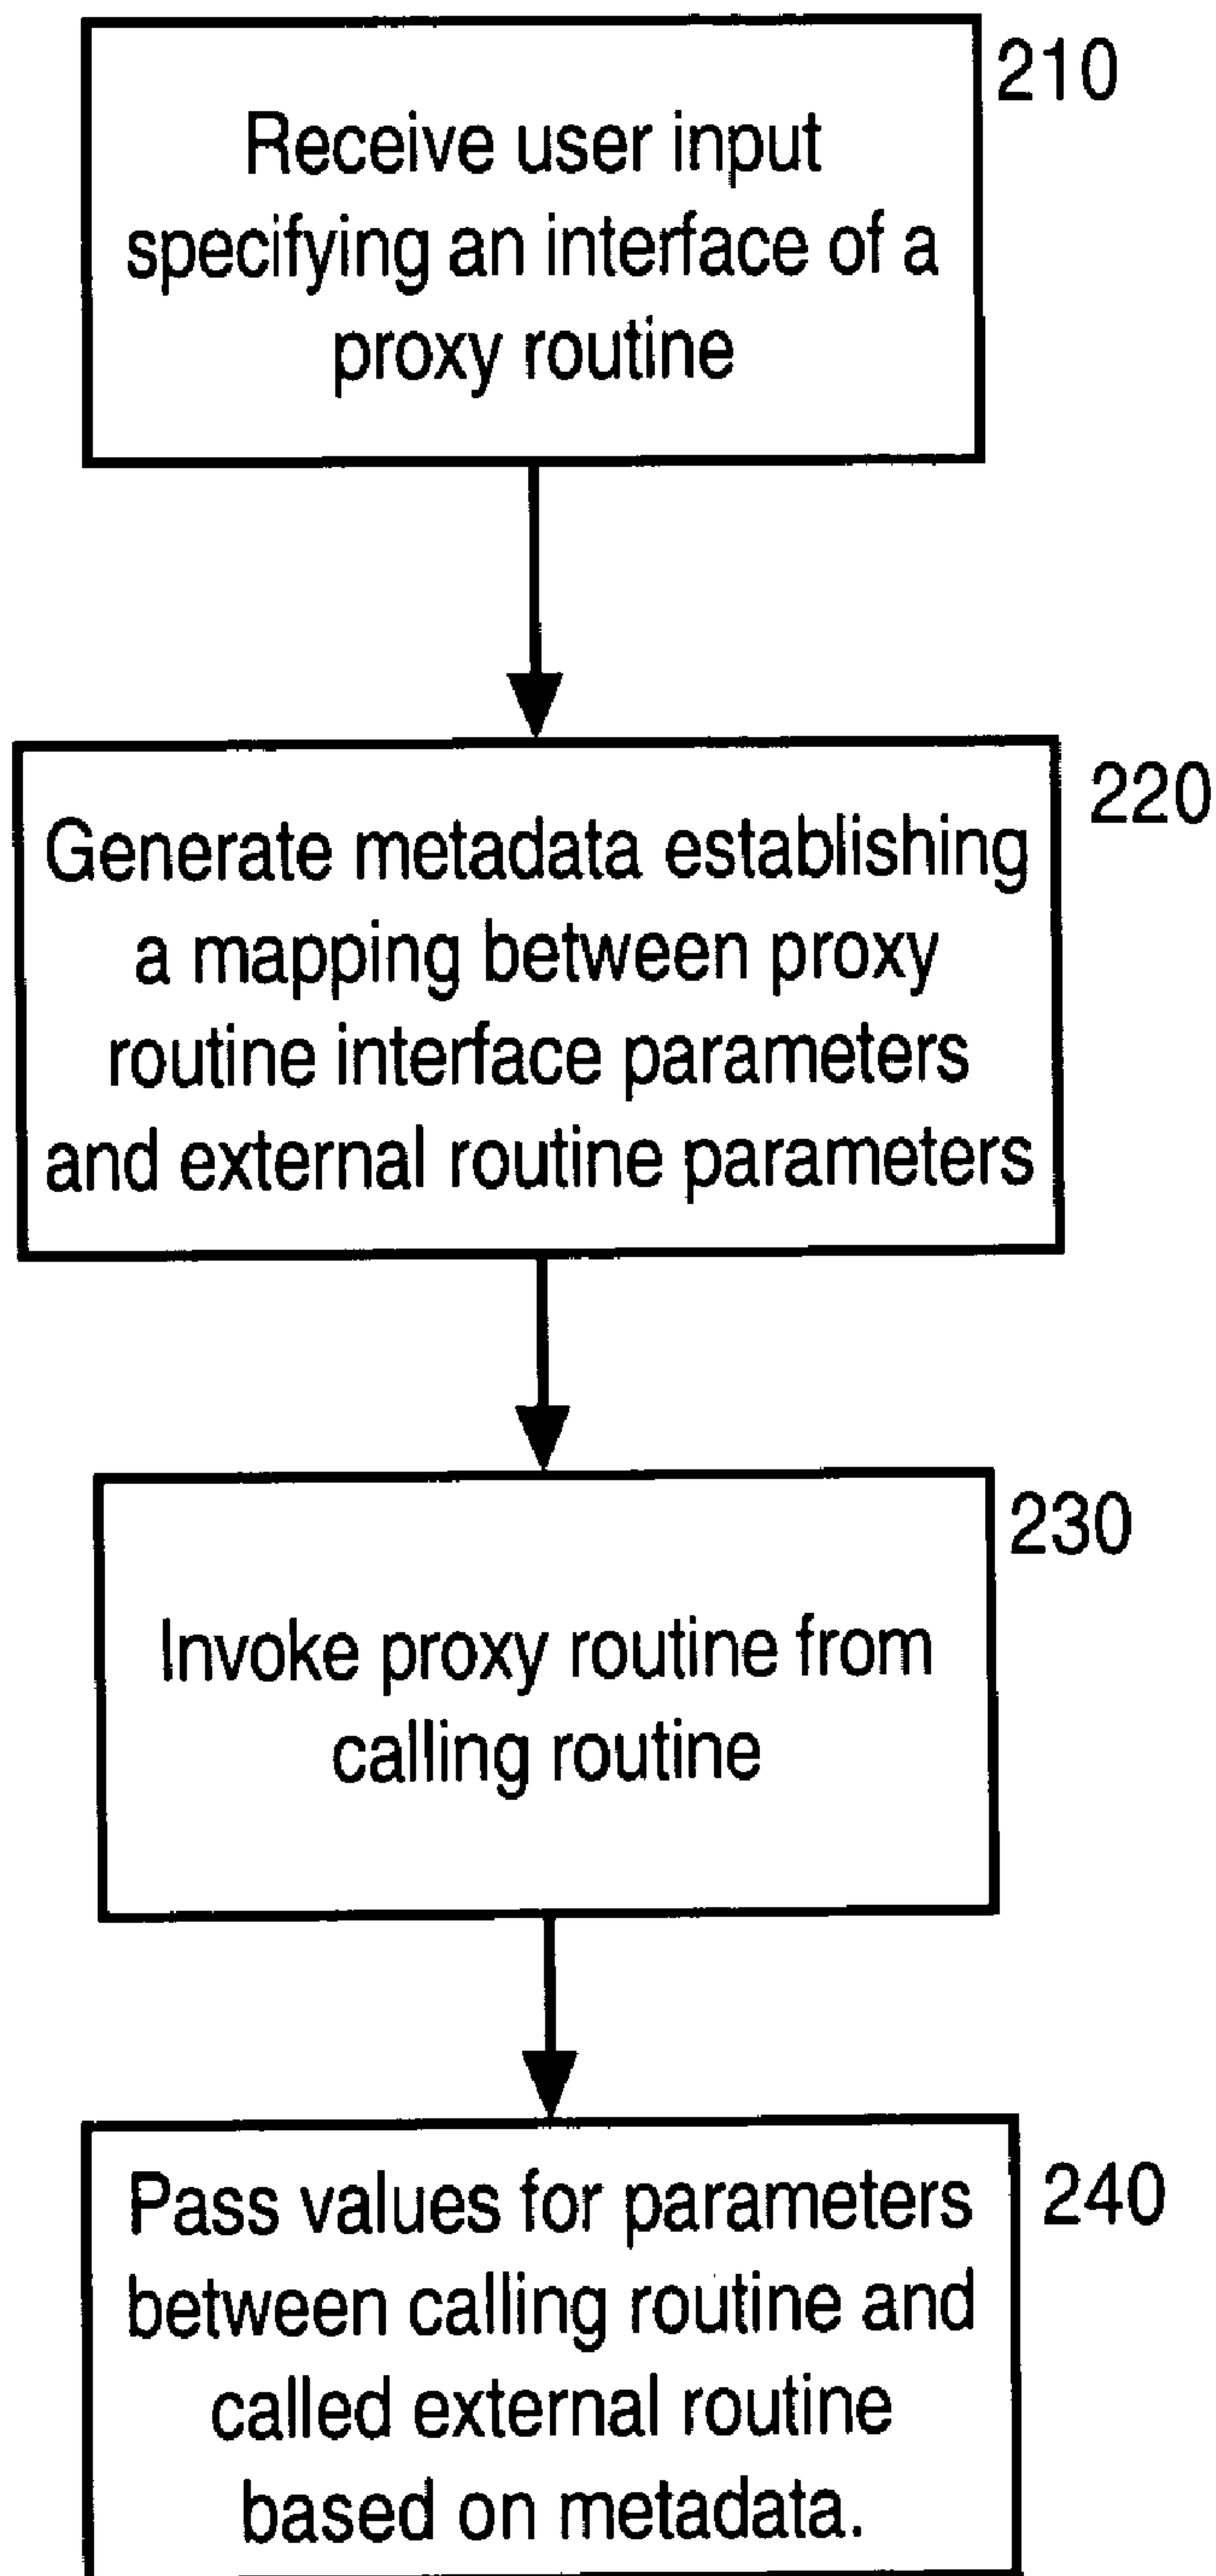 210
Receive user input
specifying an interface of a
proxy routine
220
Generate metadata establishing
a mapping between proxy
routine interface parameters
and external routine parameters
230
Invoke proxy routine from
calling routine
240
Pass values for parameters
between calling routine and
called external routine
based on metadata.